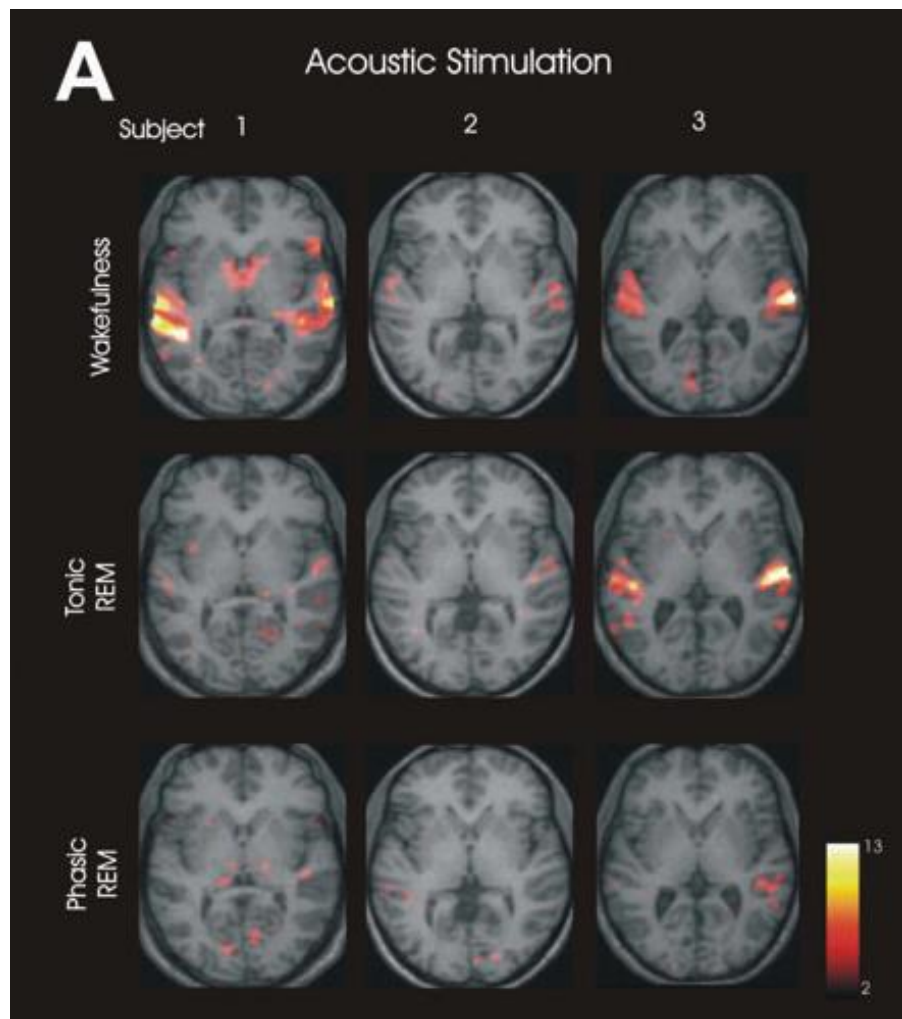 A
Acoustic Stimulation
Subject 1 2 3
Wakefulness
Tonic
REM
Phasic
REM
13
2